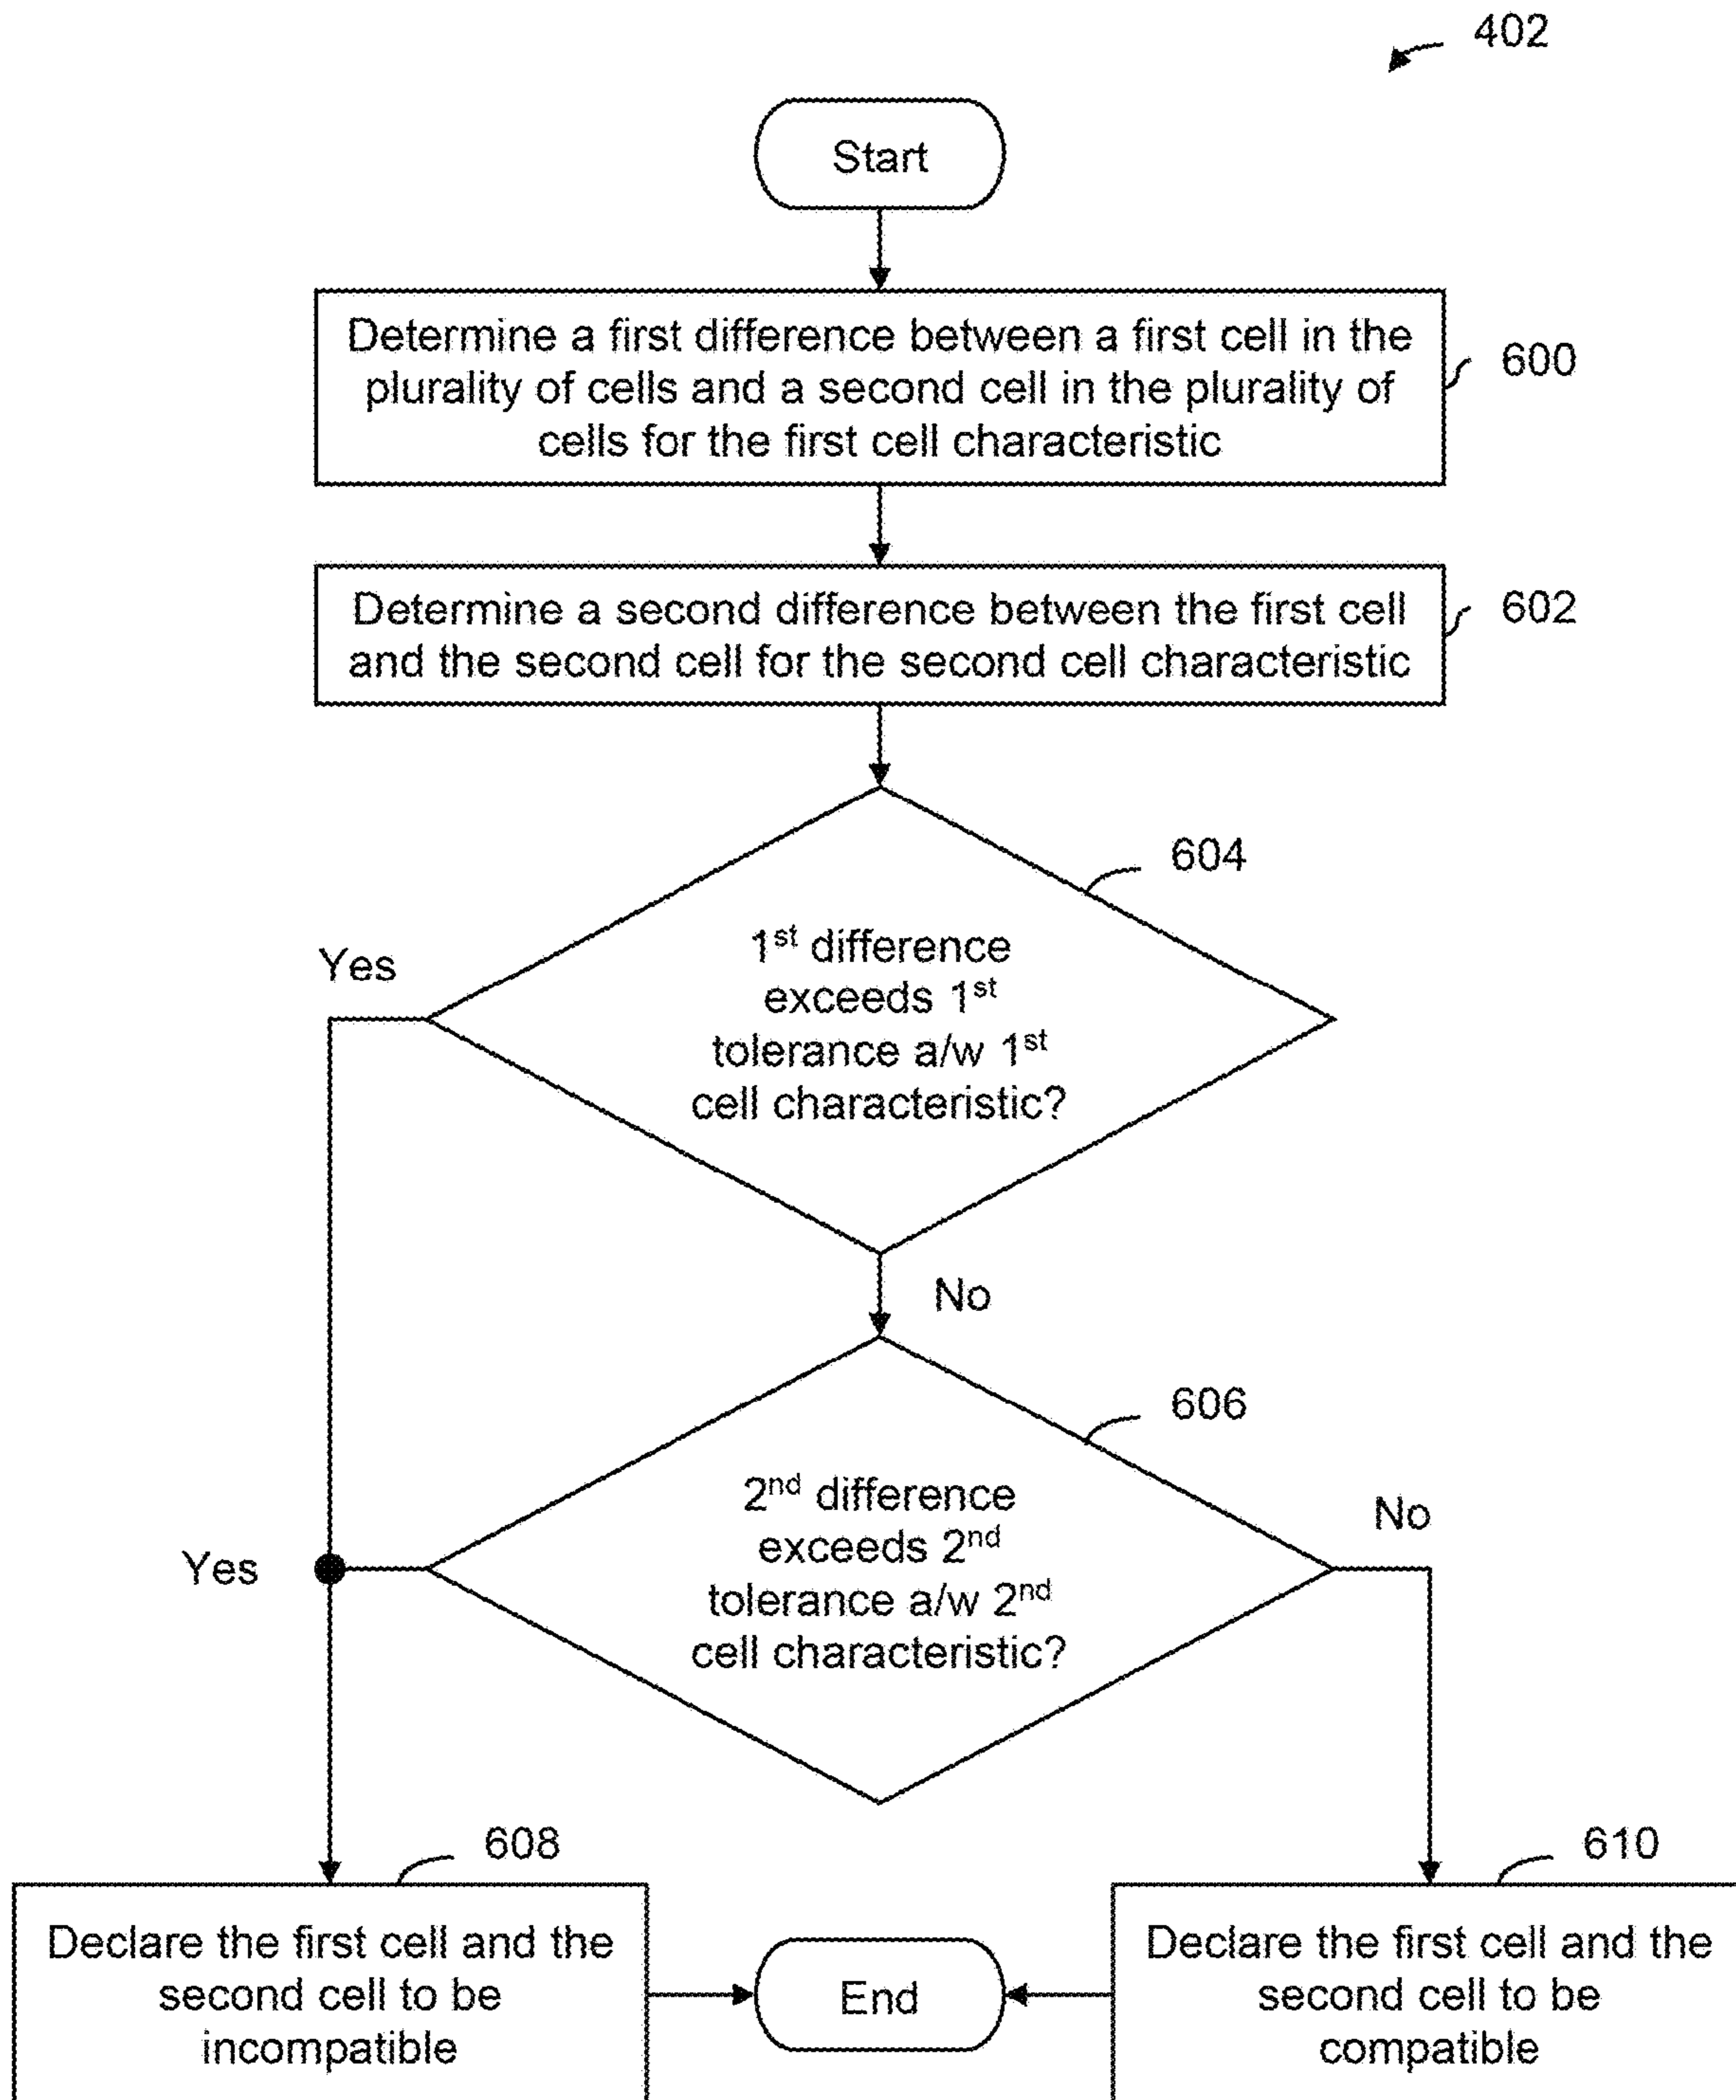 402
Start
Determine a first difference between a first cell in the
plurality of cells and a second cell in the plurality of
cells for the first cell characteristic
600
Determine a second difference between the first cell
and the second cell for the second cell characteristic
602
604
1st difference
exceeds 1st
tolerance a/w 1st
cell characteristic?
Yes
No
606
2nd difference
exceeds 2nd
tolerance a/w 2nd
cell characteristic?
Yes
No
608
Declare the first cell and the
second cell to be
incompatible
End
610
Declare the first cell and the
second cell to be
compatible